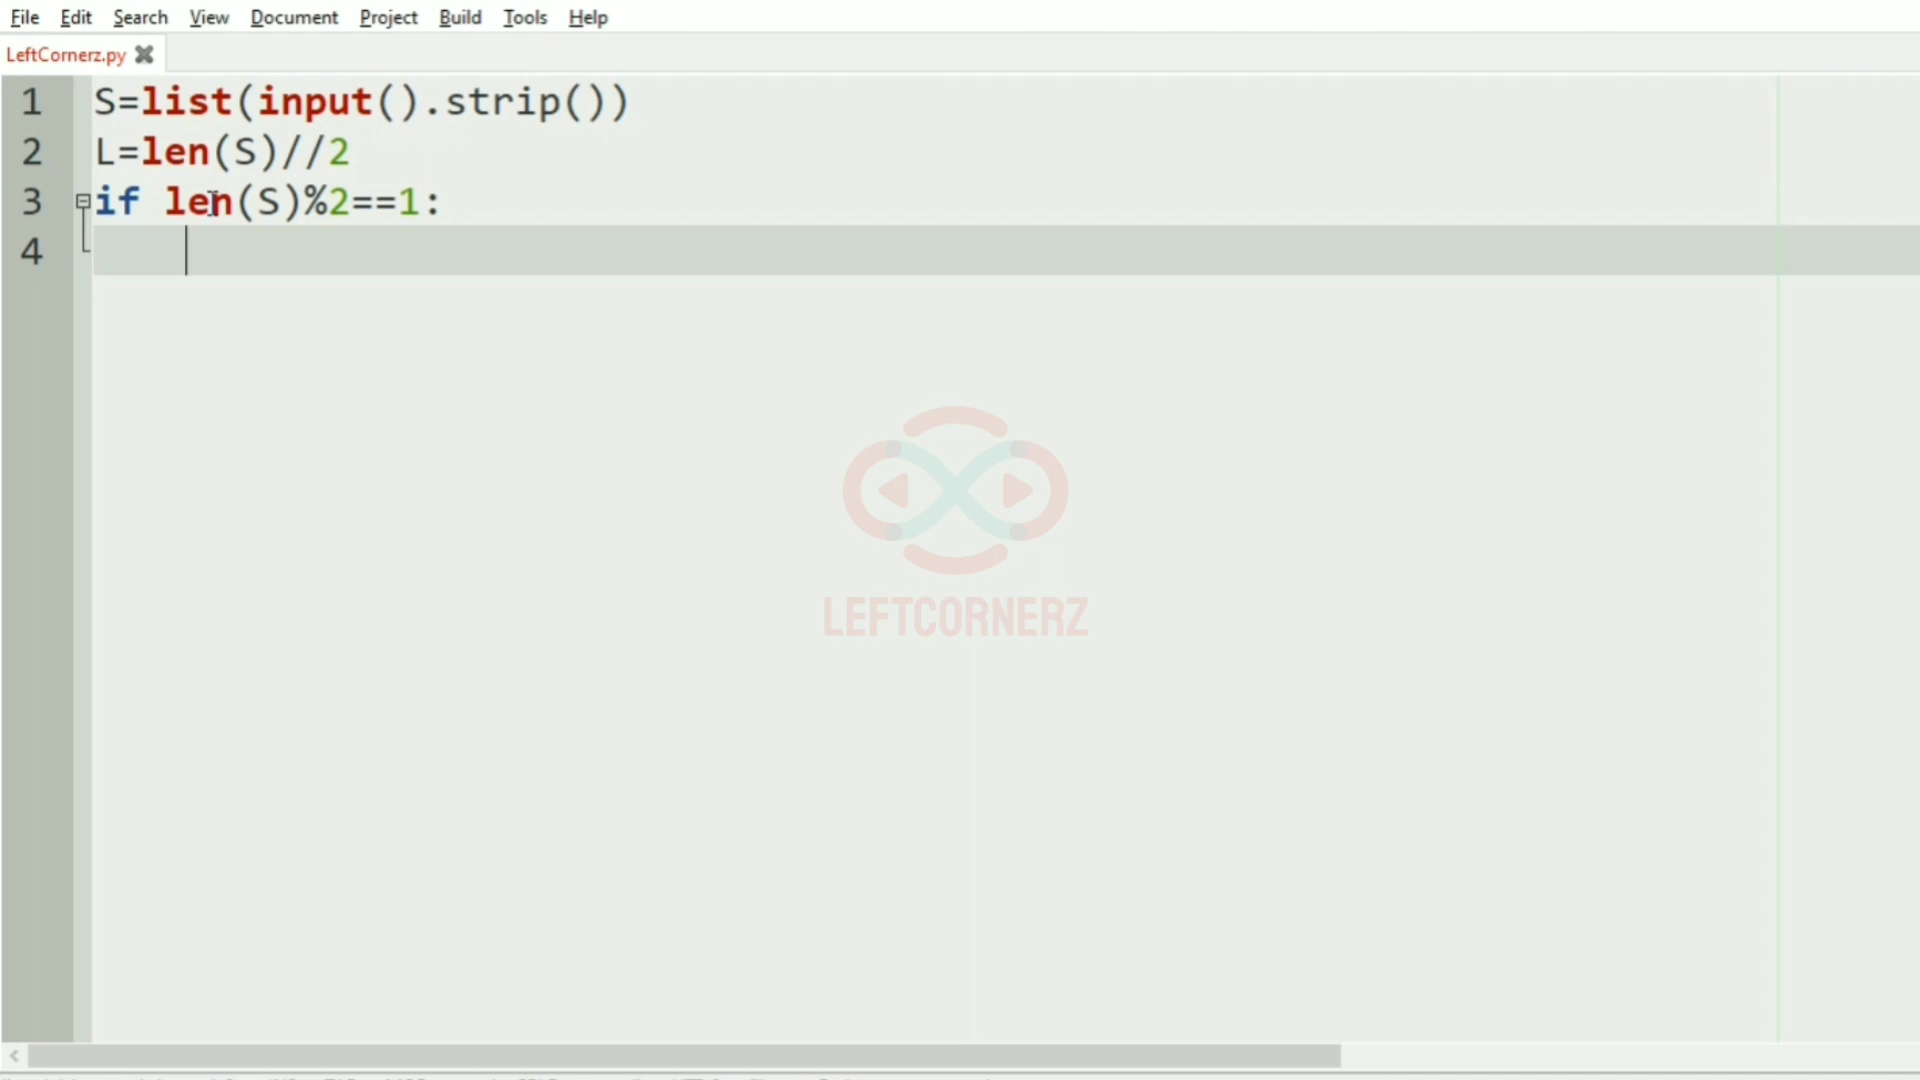 File Edit Search View Document Project Build Tools Help
LeftCornerz.py
1 S=list(input().strip())
2 L=len(S)//2
3 if len(S)%2==1:
4
LEFTCORNERZ